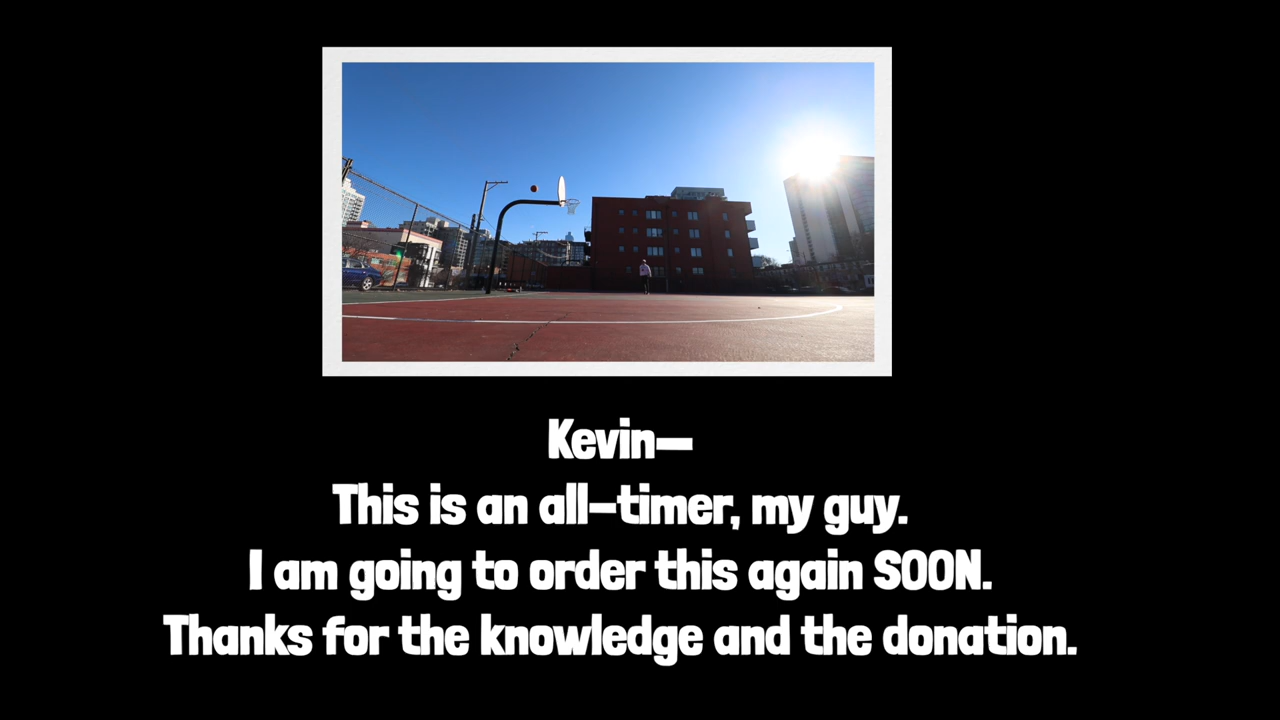 Kevin—
This is an all-timer, my guy.
I am going to order this again SOON.
Thanks for the knowledge and the donation.